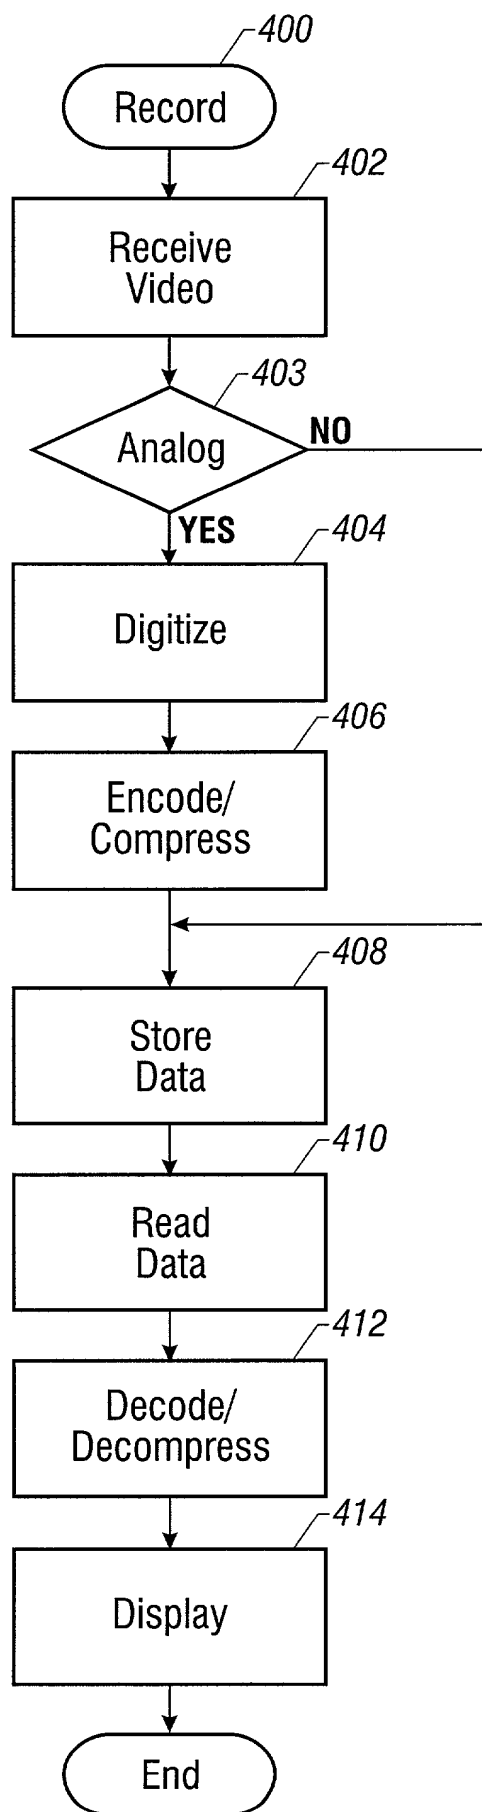 400
Record
402
Receive
Video
403
Analog
NO
YES
404
Digitize
406
Encode/
Compress
408
Store
Data
410
Read
Data
412
Decode/
Decompress
414
Display
End